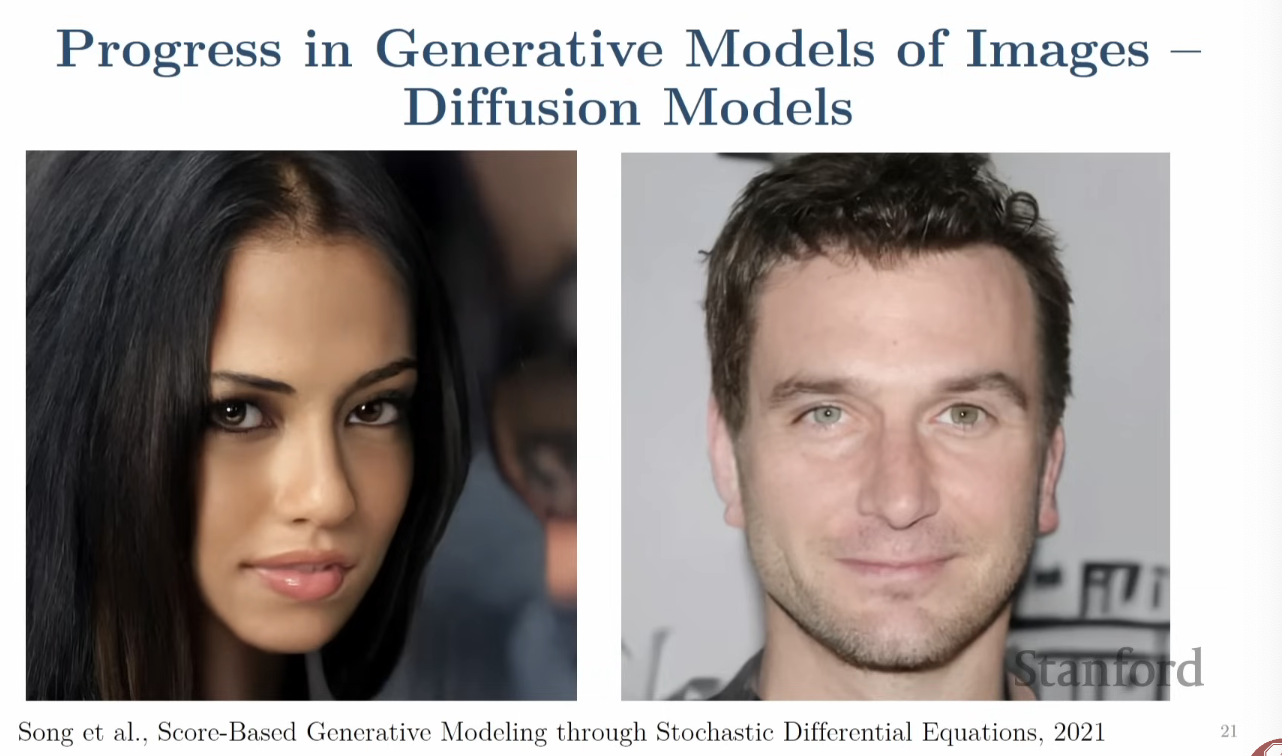 Progress in Generative Models of Images –
Diffusion Models
Stanford
Song et al., Score-Based Generative Modeling through Stochastic Differential Equations, 2021
21